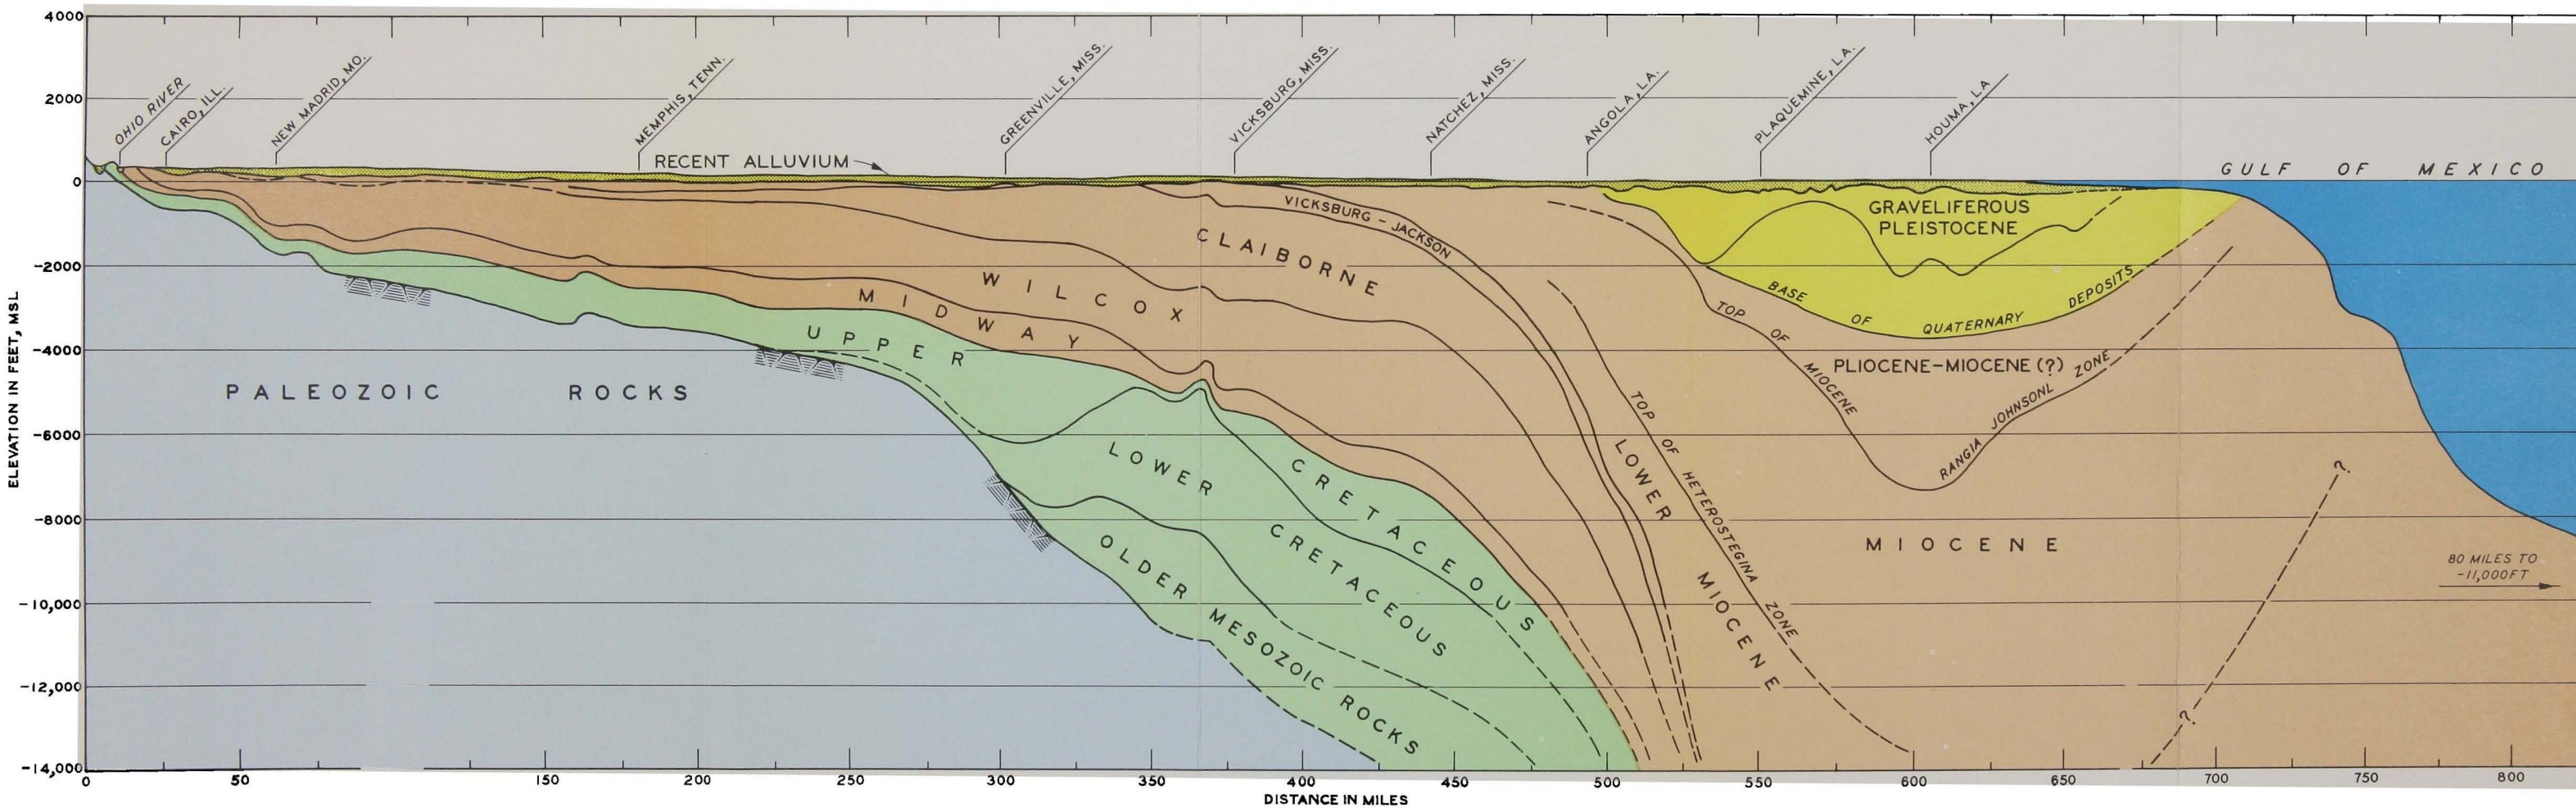 4000
2000
0
-2000
-4000
-6000
-8000
-10,000
-12,000
-14,000
ELEVATION IN FEET, MSL
OHIO RIVER
CAIRO, ILL.
NEW MADRID, MO.
MEMPHIS, TENN.
GREENVILLE, MISS.
VICKSBURG, MISS.
NATCHEZ, MISS.
ANGOLA, LA.
PLAQUEMINE, LA.
HOUMA, LA
RECENT ALLUVIUM
GULF OF MEXICO
VICKSBURG - JACKSON
GRAVELIFEROUS
PLEISTOCENE
CLAIBORNE
WILCOX
MIDWAY
UPPER CRETACEOUS
BASE OF QUATERNARY DEPOSITS
TOP OF MIOCENE
PLIOCENE-MIOCENE (?)
RANGIA JOHNSONL ZONE
PALEOZOIC ROCKS
TOP OF HETEROSTEGINA ZONE
LOWER MIOCENE
LOWER CRETACEOUS
MIOCENE
OLDER MESOZOIC ROCKS
?
?
80 MILES TO
-11,000FT
0 50 150 200 250 300 350 400 450 500 550 600 650 700 750 800
DISTANCE IN MILES